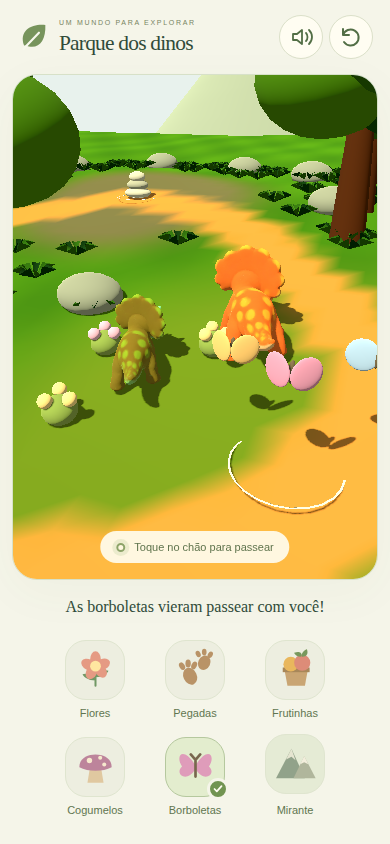 UM MUNDO PARA EXPLORAR
Parque dos dinos
Toque no chão para passear
As borboletas vieram passear com você!
Flores
Pegadas
Frutinhas
Cogumelos
Borboletas
Mirante